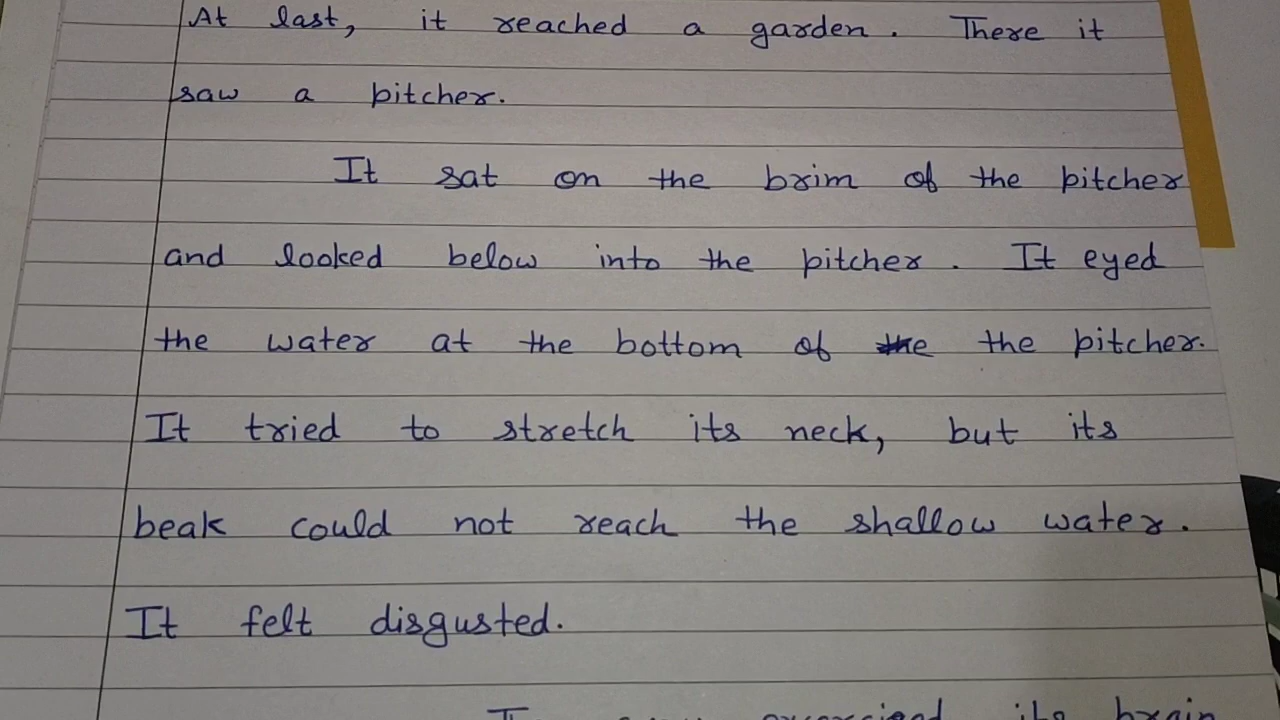 At last, it reached a garden. There it
saw a pitcher.
It sat on the brim of the pitcher
and looked below into the pitcher. It eyed
the water at the bottom of the the pitcher.
It tried to stretch its neck, but its
beak could not reach the shallow water.
It felt disgusted.
its brain